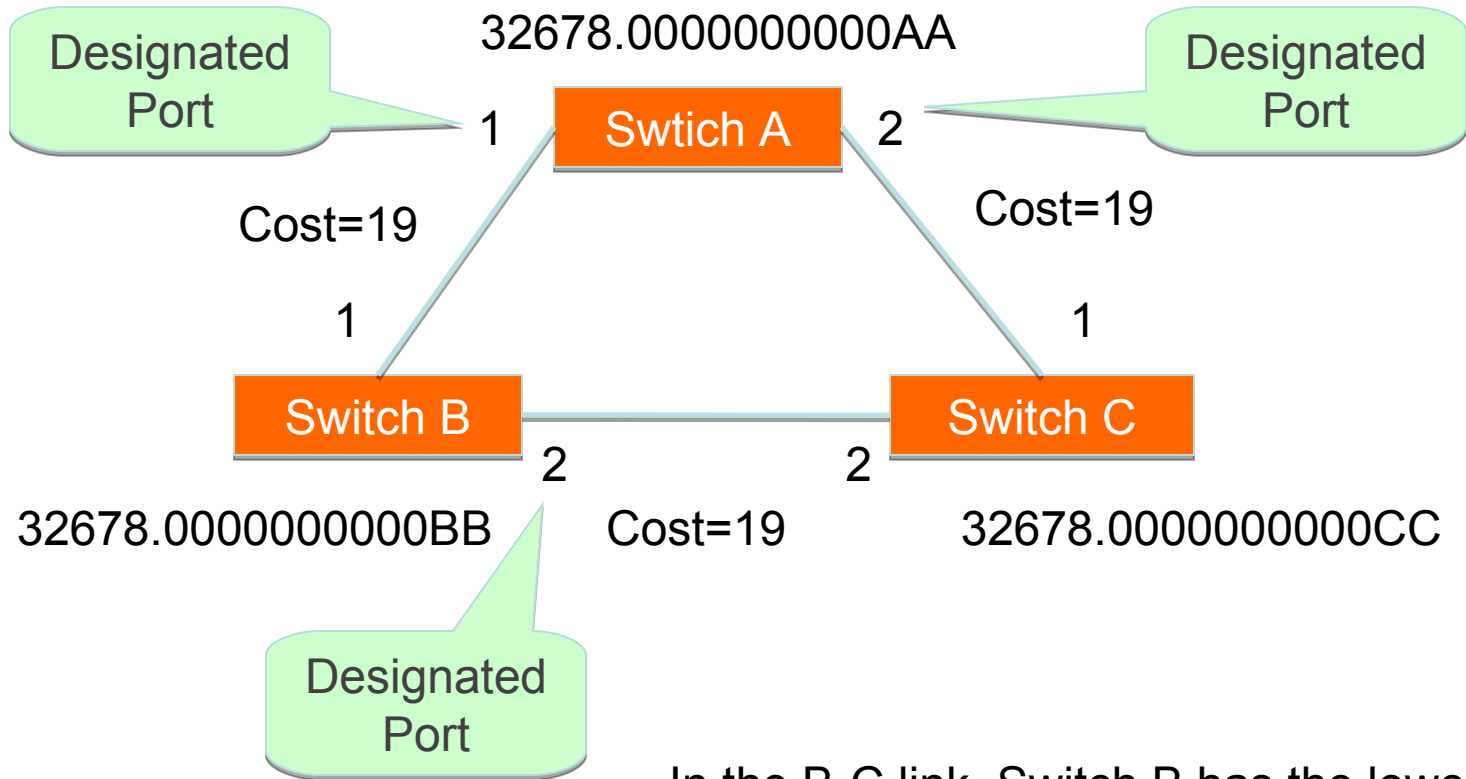 32678.0000000000AA
Designated
Port
Designated
Port
1
Swtich A
2
Cost=19
Cost=19
1
1
Switch B
Switch C
2
2
32678.0000000000BB
Cost=19
32678.0000000000CC
Designated
Port